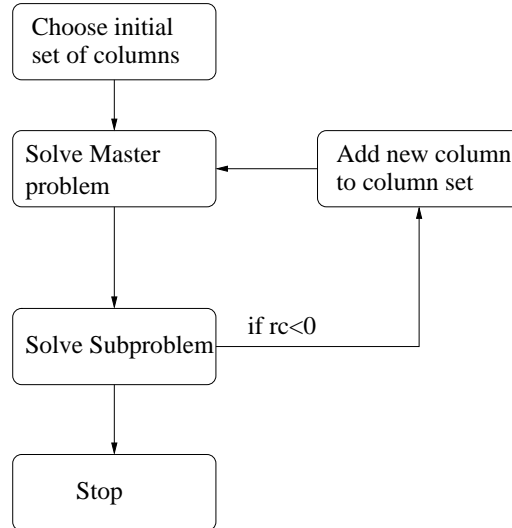 Choose initial
set of columns
Solve Master
problem
Add new column
to column set
if rc<0
Solve Subproblem
Stop